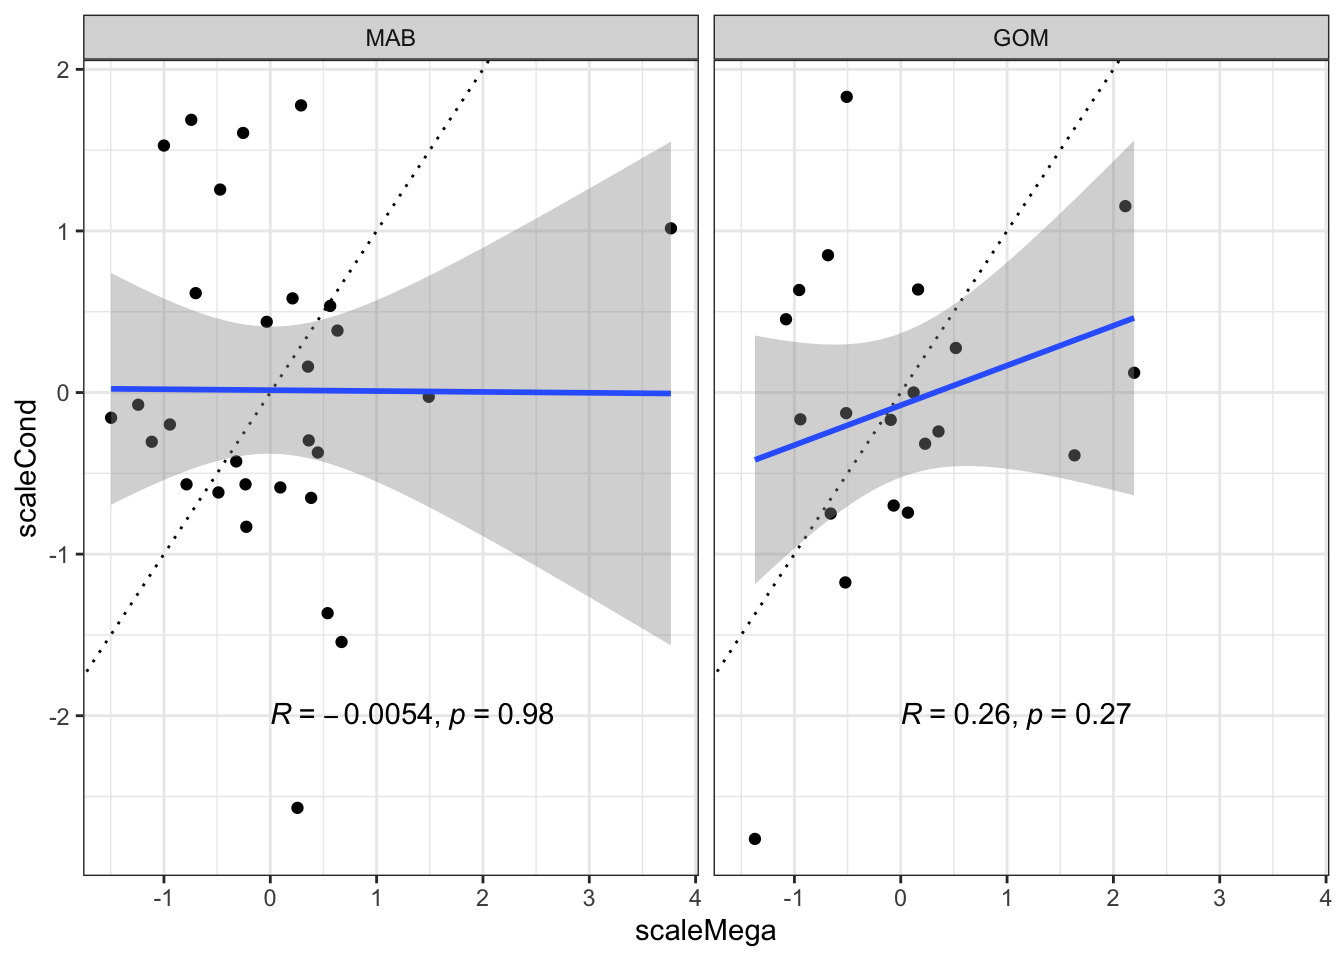 MAB
GOM
scaleCond
2
1
0
-1
-2
R = −0.0054, p = 0.98
R = 0.26, p = 0.27
-1 0 1 2 3 4
-1 0 1 2 3 4
scaleMega